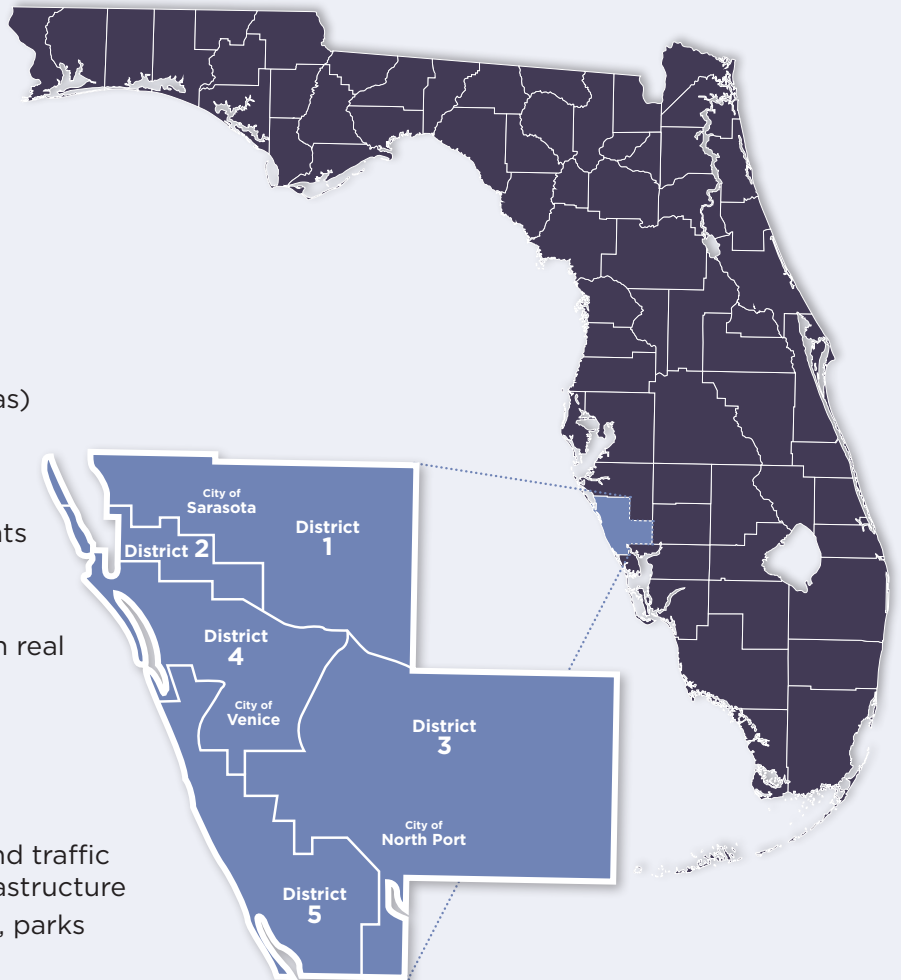 as)
ts
real
nd traffic
astructure
, parks
City of
Sarasota
District
1
District 2
District
4
City of
Venice
District
3
City of
North Port
District
5